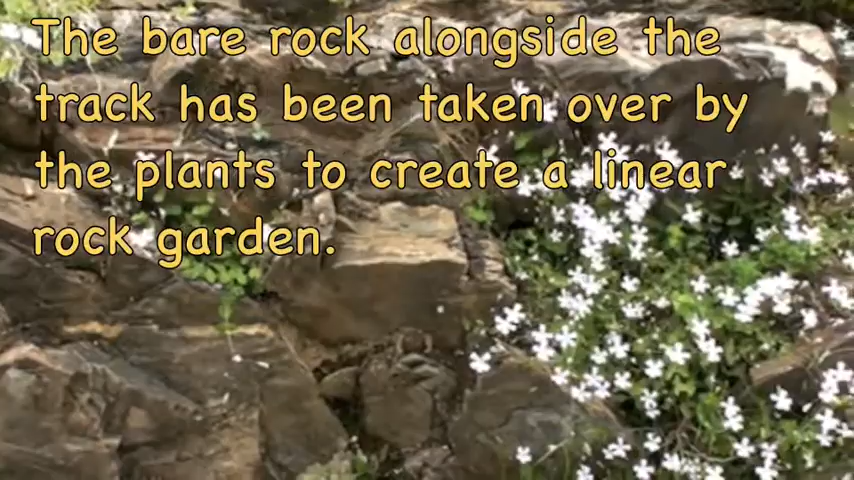 The bare rock alongside the
track has been taken over by
the plants to create a linear
rock garden.